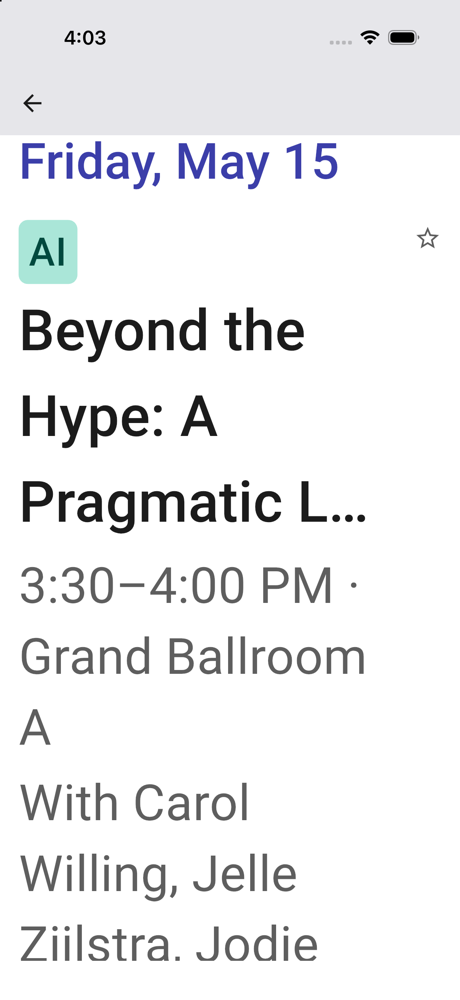 4:03
Friday, May 15
AI
Beyond the
Hype: A
Pragmatic L...
3:30–4:00 PM ·
Grand Ballroom
A
With Carol
Willing, Jelle
Zijlstra, Jodie